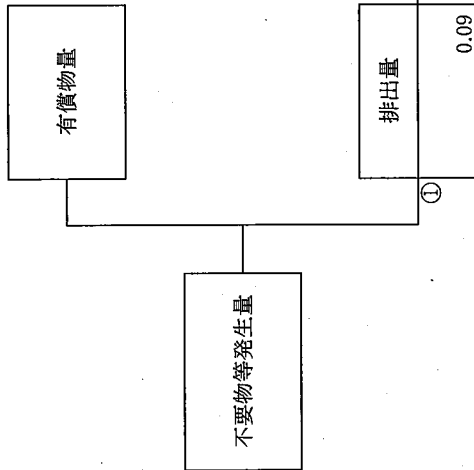 有償物量
不要物等発生量
排出量
①
0.09